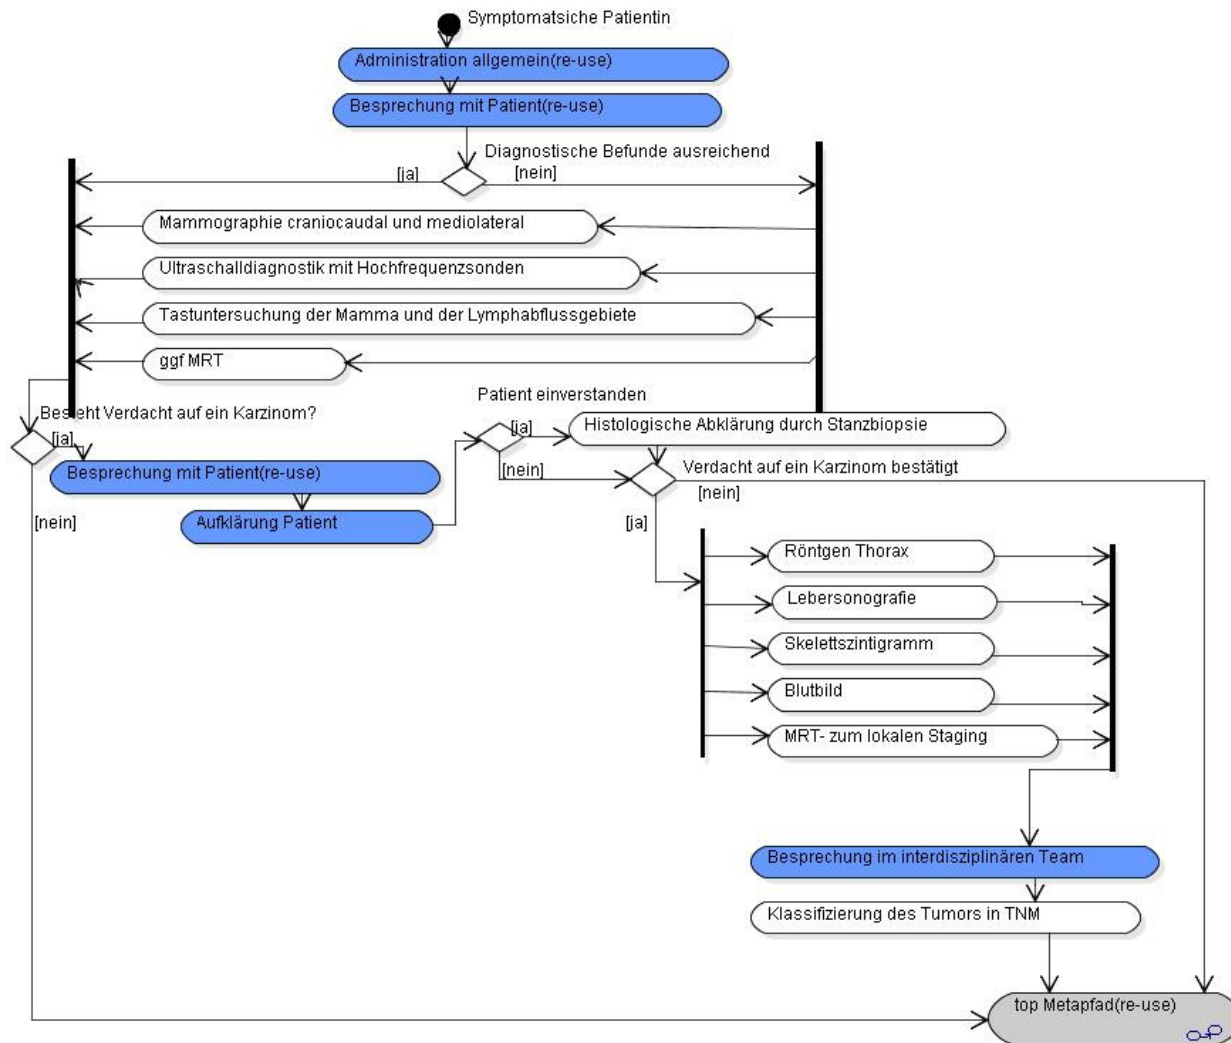 Symptomatsiche Patientin
Administration allgemein(re-use)
Besprechung mit Patient(re-use)
Diagnostische Befunde ausreichend
[ja]
[nein]
Mammographie craniocaudal und mediolateral
Ultraschalldiagnostik mit Hochfrequenzsonden
Tastuntersuchung der Mamma und der Lymphabflussgebiete
ggf MRT
Besteht Verdacht auf ein Karzinom?
[ja]
[nein]
Besprechung mit Patient(re-use)
Aufklärung Patient
Patient einverstanden
[ja]
[nein]
Histologische Abklärung durch Stanzbiopsie
Verdacht auf ein Karzinom bestätigt
[nein]
[ja]
Röntgen Thorax
Lebersonografie
Skelettszintigramm
Blutbild
MRT- zum lokalen Staging
Besprechung im interdisziplinären Team
Klassifizierung des Tumors in TNM
top Metapfad(re-use)